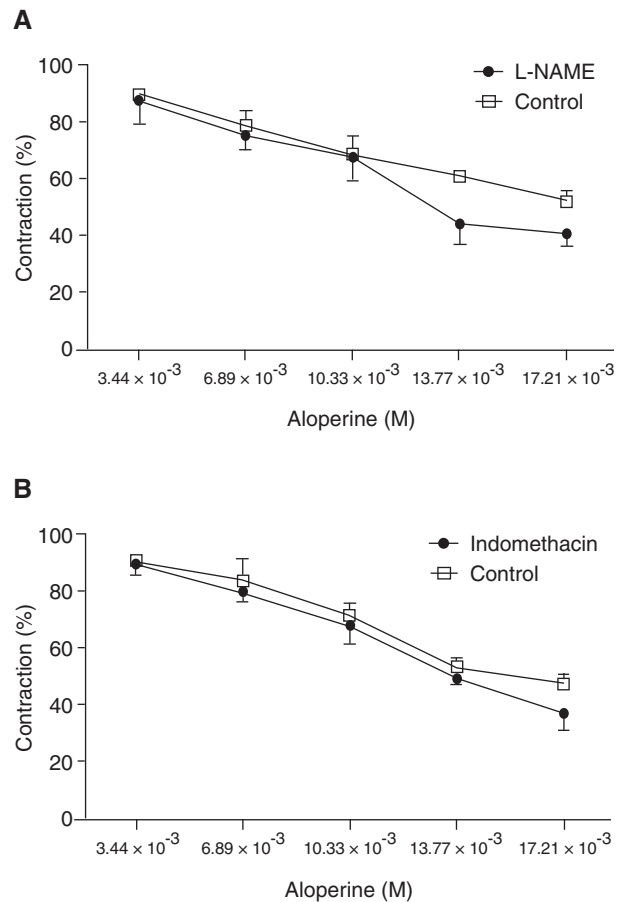 A
100
80
60
40
20
0
Contraction (%)
L-NAME
Control
3.44 × 10⁻³ 6.89 × 10⁻³ 10.33 × 10⁻³ 13.77 × 10⁻³ 17.21 × 10⁻³
Aloperine (M)
B
100
80
60
40
20
0
Contraction (%)
Indomethacin
Control
3.44 × 10⁻³ 6.89 × 10⁻³ 10.33 × 10⁻³ 13.77 × 10⁻³ 17.21 × 10⁻³
Aloperine (M)